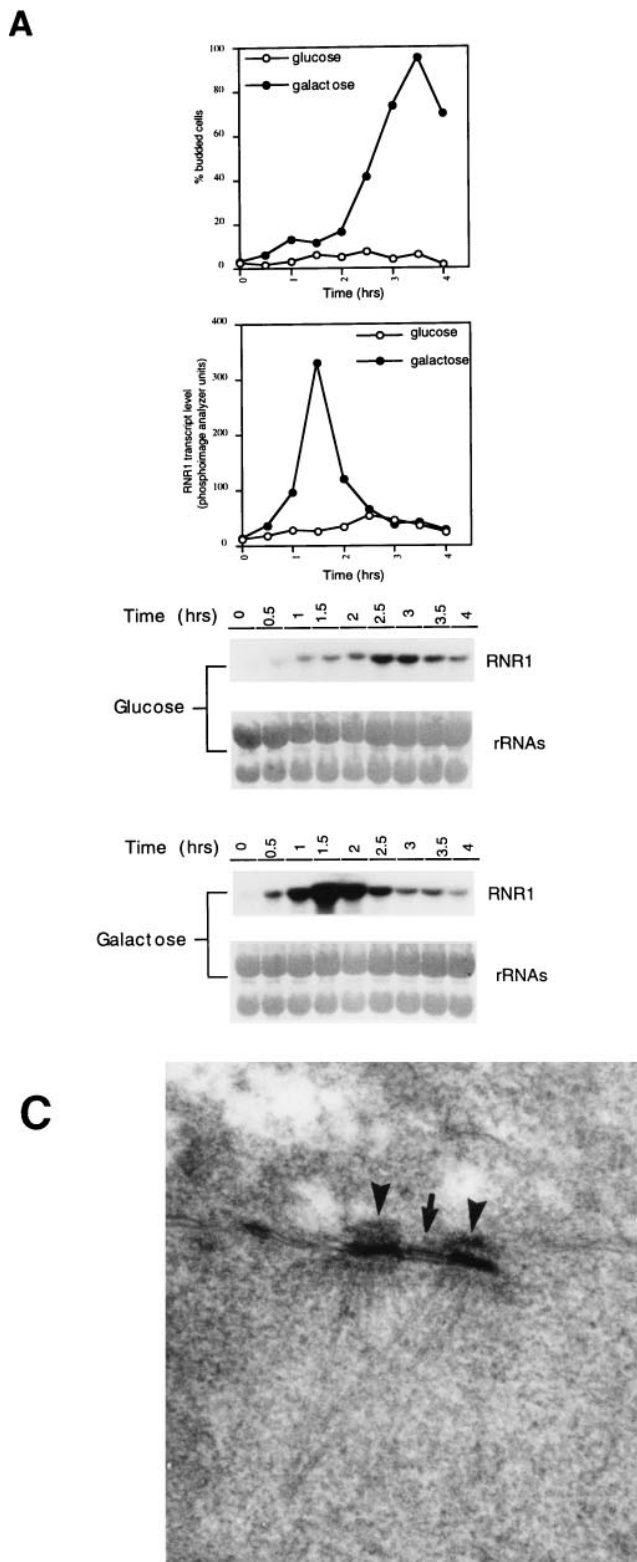 A
100
80
60
40
20
0
% budded cells
glucose
galactose
0 1 2 3 4
Time (hrs)
400
300
200
100
0
RNR1 transcript level
(phosphoimage analyzer units)
glucose
galactose
0 1 2 3 4
Time (hrs)
Time (hrs) 0 0.5 1 1.5 2 2.5 3 3.5 4
RNR1
Glucose
rRNAs
Time (hrs) 0 0.5 1 1.5 2 2.5 3 3.5 4
RNR1
Galactose
rRNAs
C